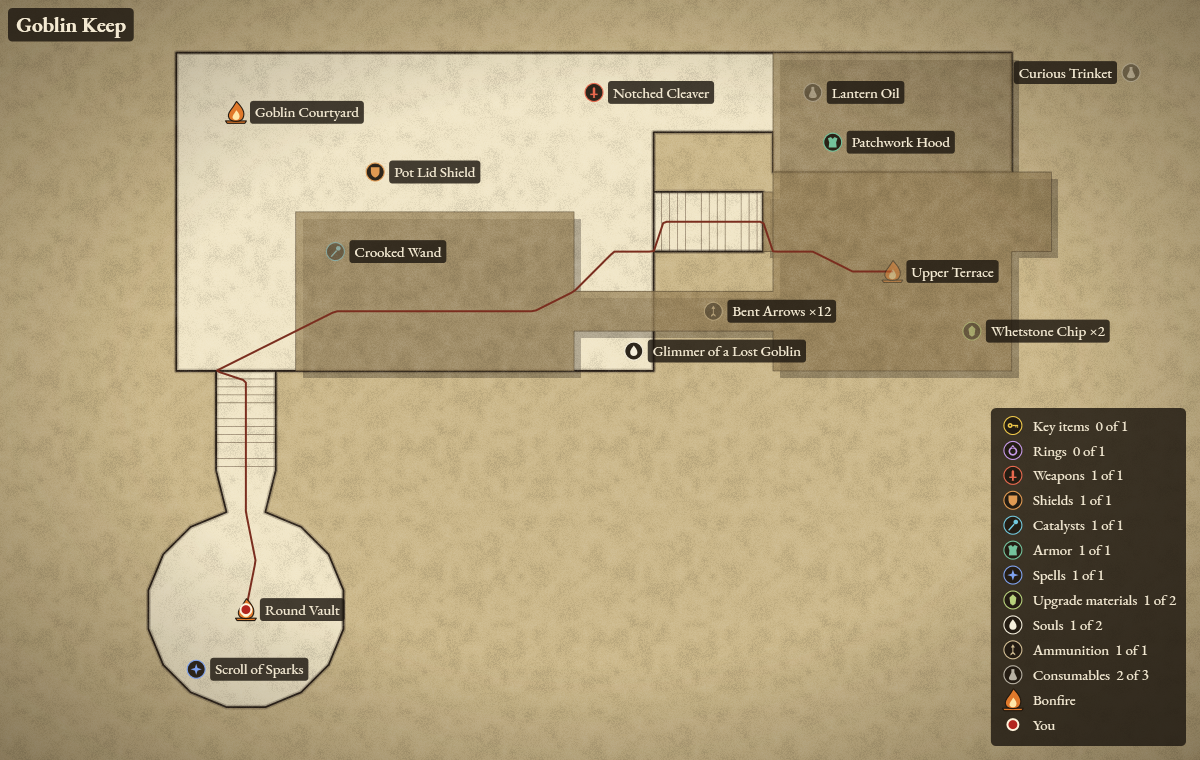 Goblin Keep
Curious Trinket
Notched Cleaver
Lantern Oil
Goblin Courtyard
Patchwork Hood
Pot Lid Shield
Crooked Wand
Upper Terrace
Bent Arrows ×12
Whetstone Chip ×2
Glimmer of a Lost Goblin
Round Vault
Scroll of Sparks
Key items 0 of 1
Rings 0 of 1
Weapons 1 of 1
Shields 1 of 1
Catalysts 1 of 1
Armor 1 of 1
Spells 1 of 1
Upgrade materials 1 of 2
Souls 1 of 2
Ammunition 1 of 1
Consumables 2 of 3
Bonfire
You